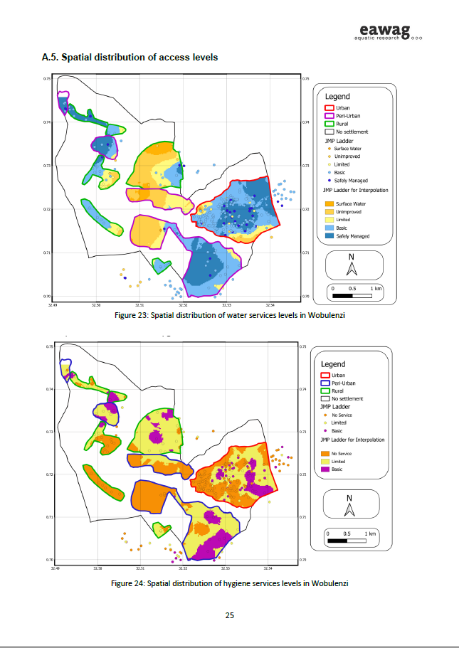 eawag
aquatic research
A.5. Spatial distribution of access levels
Legend
Urban
Peri-Urban
Rural
No settlement
JMP Ladder
Surface Water
Unimproved
Limited
Basic
Safely Managed
JMP Ladder for Interpolation
Surface Water
Unimproved
Limited
Basic
Safely Managed
N
0 0.5 1 km
Figure 23: Spatial distribution of water services levels in Wobulenzi
Legend
Urban
Peri-Urban
Rural
No settlement
JMP Ladder
No Service
Limited
Basic
JMP Ladder for Interpolation
No Service
Limited
Basic
N
0 0.5 1 km
Figure 24: Spatial distribution of hygiene services levels in Wobulenzi
25